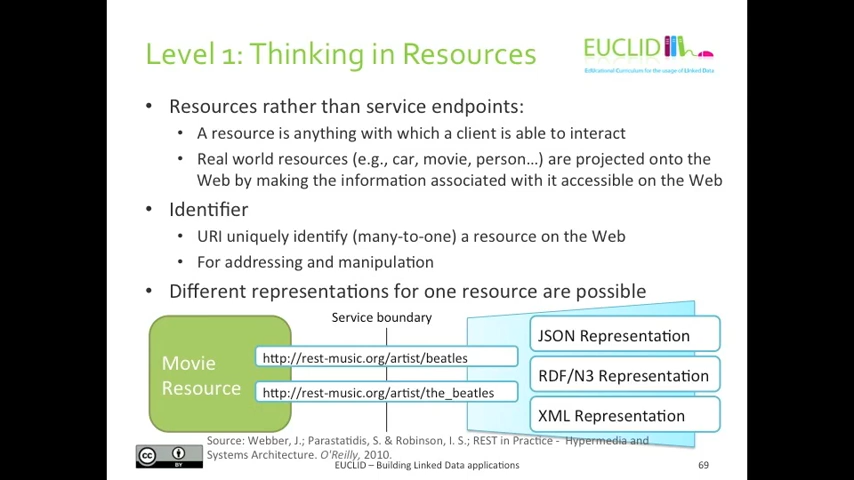 Level 1: Thinking in Resources
EUCLID
EdUcational Curriculum for the usage of LInked Data
• Resources rather than service endpoints:
• A resource is anything with which a client is able to interact
• Real world resources (e.g., car, movie, person...) are projected onto the
Web by making the information associated with it accessible on the Web
• Identifier
• URI uniquely identify (many-to-one) a resource on the Web
• For addressing and manipulation
• Different representations for one resource are possible
Service boundary
Movie
Resource
http://rest-music.org/artist/beatles
http://rest-music.org/artist/the_beatles
JSON Representation
RDF/N3 Representation
XML Representation
Source: Webber, J.; Parastatidis, S. & Robinson, I. S.; REST in Practice - Hypermedia and
Systems Architecture. O'Reilly, 2010.
cc
BY
EUCLID – Building Linked Data applications
69